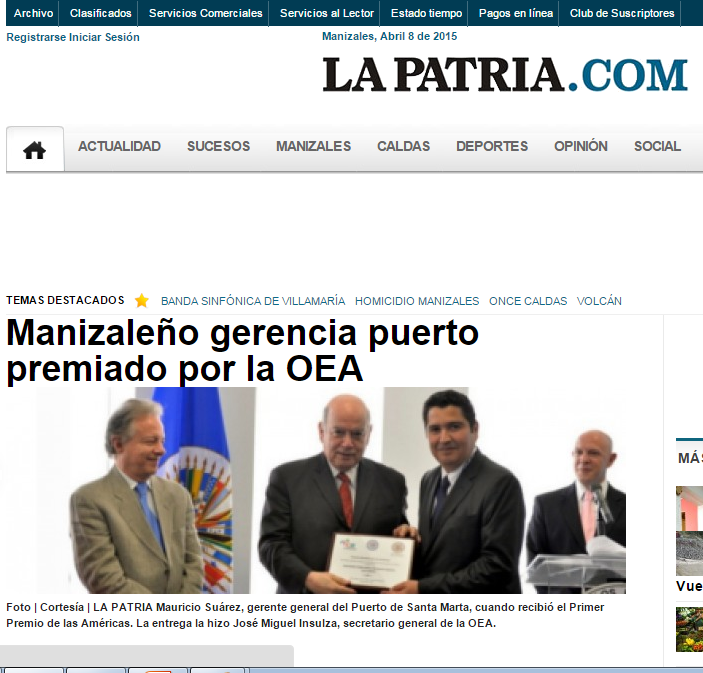 Archivo Clasificados Servicios Comerciales Servicios al Lector Estado tiempo Pagos en línea Club de Suscriptores
Registrarse Iniciar Sesión
Manizales, Abril 8 de 2015
LA PATRIA.COM
ACTUALIDAD SUCESOS MANIZALES CALDAS DEPORTES OPINIÓN SOCIAL
TEMAS DESTACADOS BANDA SINFÓNICA DE VILLAMARÍA HOMICIDIO MANIZALES ONCE CALDAS VOLCÁN
Manizaleño gerencia puerto
premiado por la OEA
Foto | Cortesía | LA PATRIA Mauricio Suárez, gerente general del Puerto de Santa Marta, cuando recibió el Primer
Premio de las Américas. La entrega la hizo José Miguel Insulza, secretario general de la OEA.
MÁS
Vue